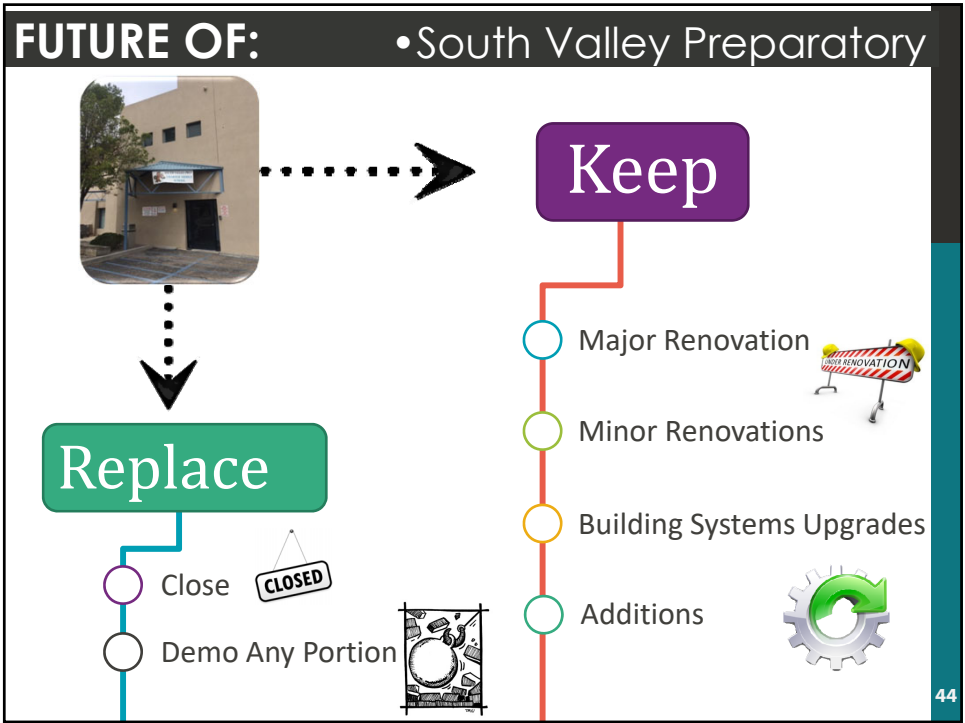 FUTURE OF:
•South Valley Preparatory
Keep
Major Renovation
UNDER RENOVATION
Minor Renovations
Building Systems Upgrades
Additions
Replace
Close
CLOSED
Demo Any Portion
44